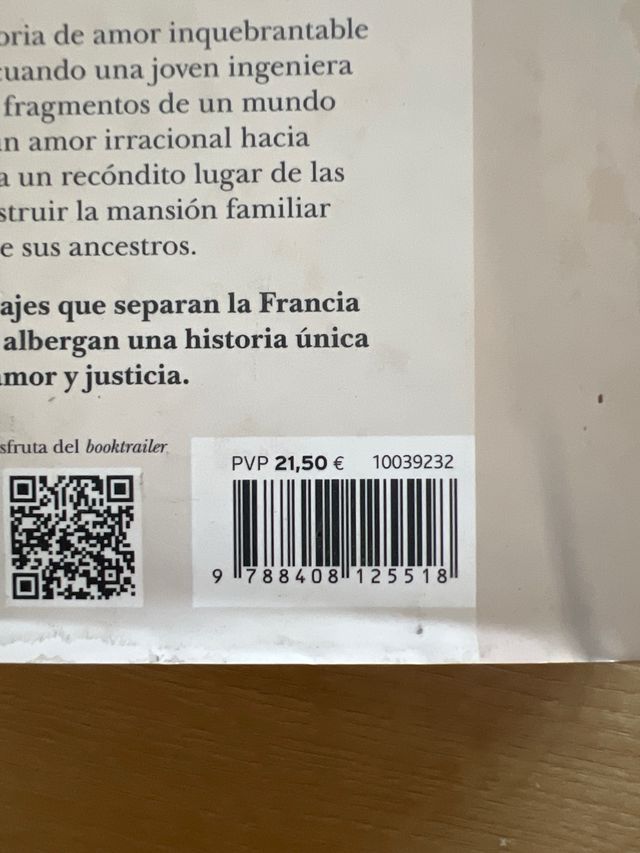 oria de amor inquebrantable
cuando una joven ingeniera
fragmentos de un mundo
un amor irracional hacia
a un recóndito lugar de las
struir la mansión familiar
e sus ancestros.
ajes que separan la Francia
albergan una historia única
amor y justicia.
sfruta del booktrailer
PVP 21,50 € 10039232
9 788408 125518